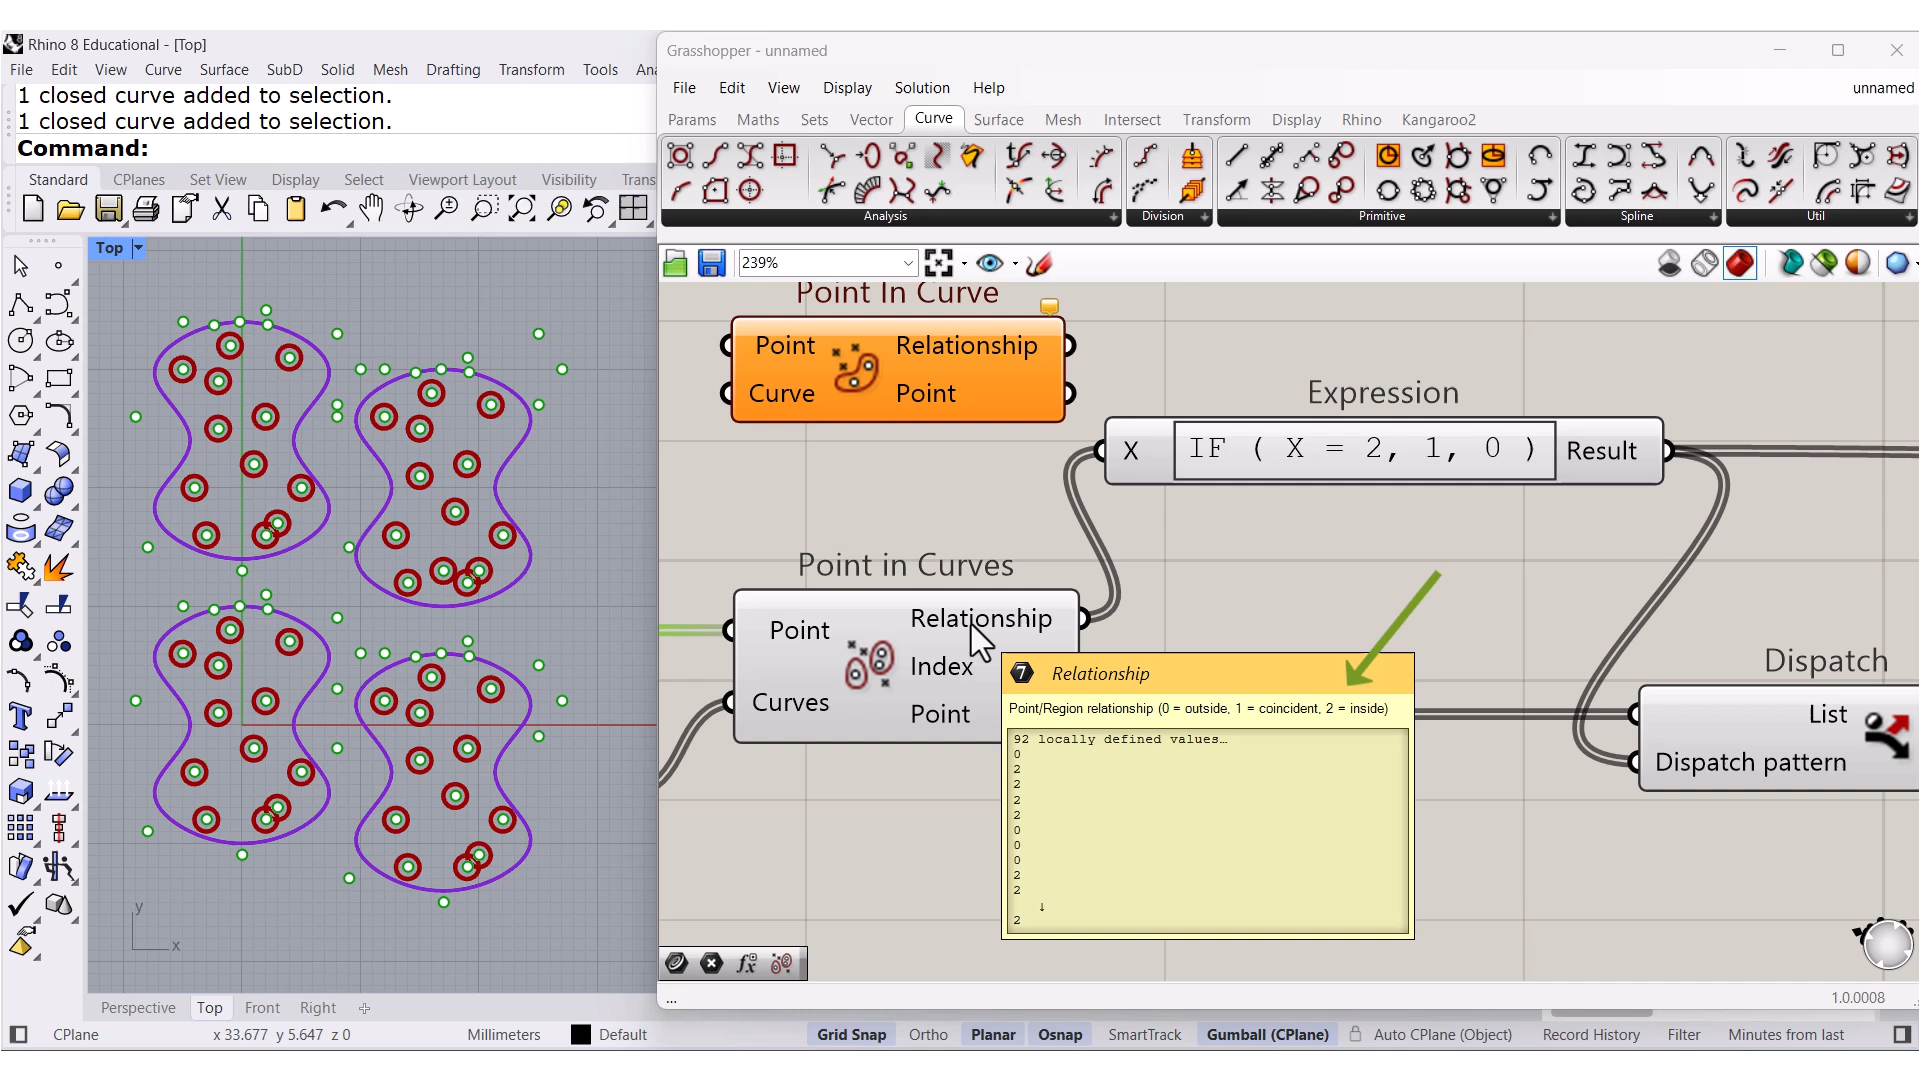 Rhino 8 Educational - [Top]
File Edit View Curve Surface SubD Solid Mesh Drafting Transform Tools
1 closed curve added to selection.
1 closed curve added to selection.
Command:
Standard CPlanes Set View Display Select Viewport Layout Visibility
Top
y
x
Perspective Top Front Right
CPlane x 33.677 y 5.647 z 0 Millimeters Default Grid Snap Ortho Planar Osnap SmartTrack Gumball (CPlane) Auto CPlane (Object) Record History Filter Minutes from last
Grasshopper - unnamed
File Edit View Display Solution Help unnamed
Params Maths Sets Vector Curve Surface Mesh Intersect Transform Display Rhino Kangaroo2
Analysis Division Primitive Spline Util
239%
Point In Curve
Point Relationship
Curve Point
Expression
X IF ( X = 2, 1, 0 ) Result
Point in Curves
Point Relationship
Index
Curves
Point
7 Relationship
Point/Region relationship (0 = outside, 1 = coincident, 2 = inside)
92 locally defined values…
0
2
2
2
2
0
0
0
2
2
↓
2
Dispatch
List
Dispatch pattern
...
1.0.0008